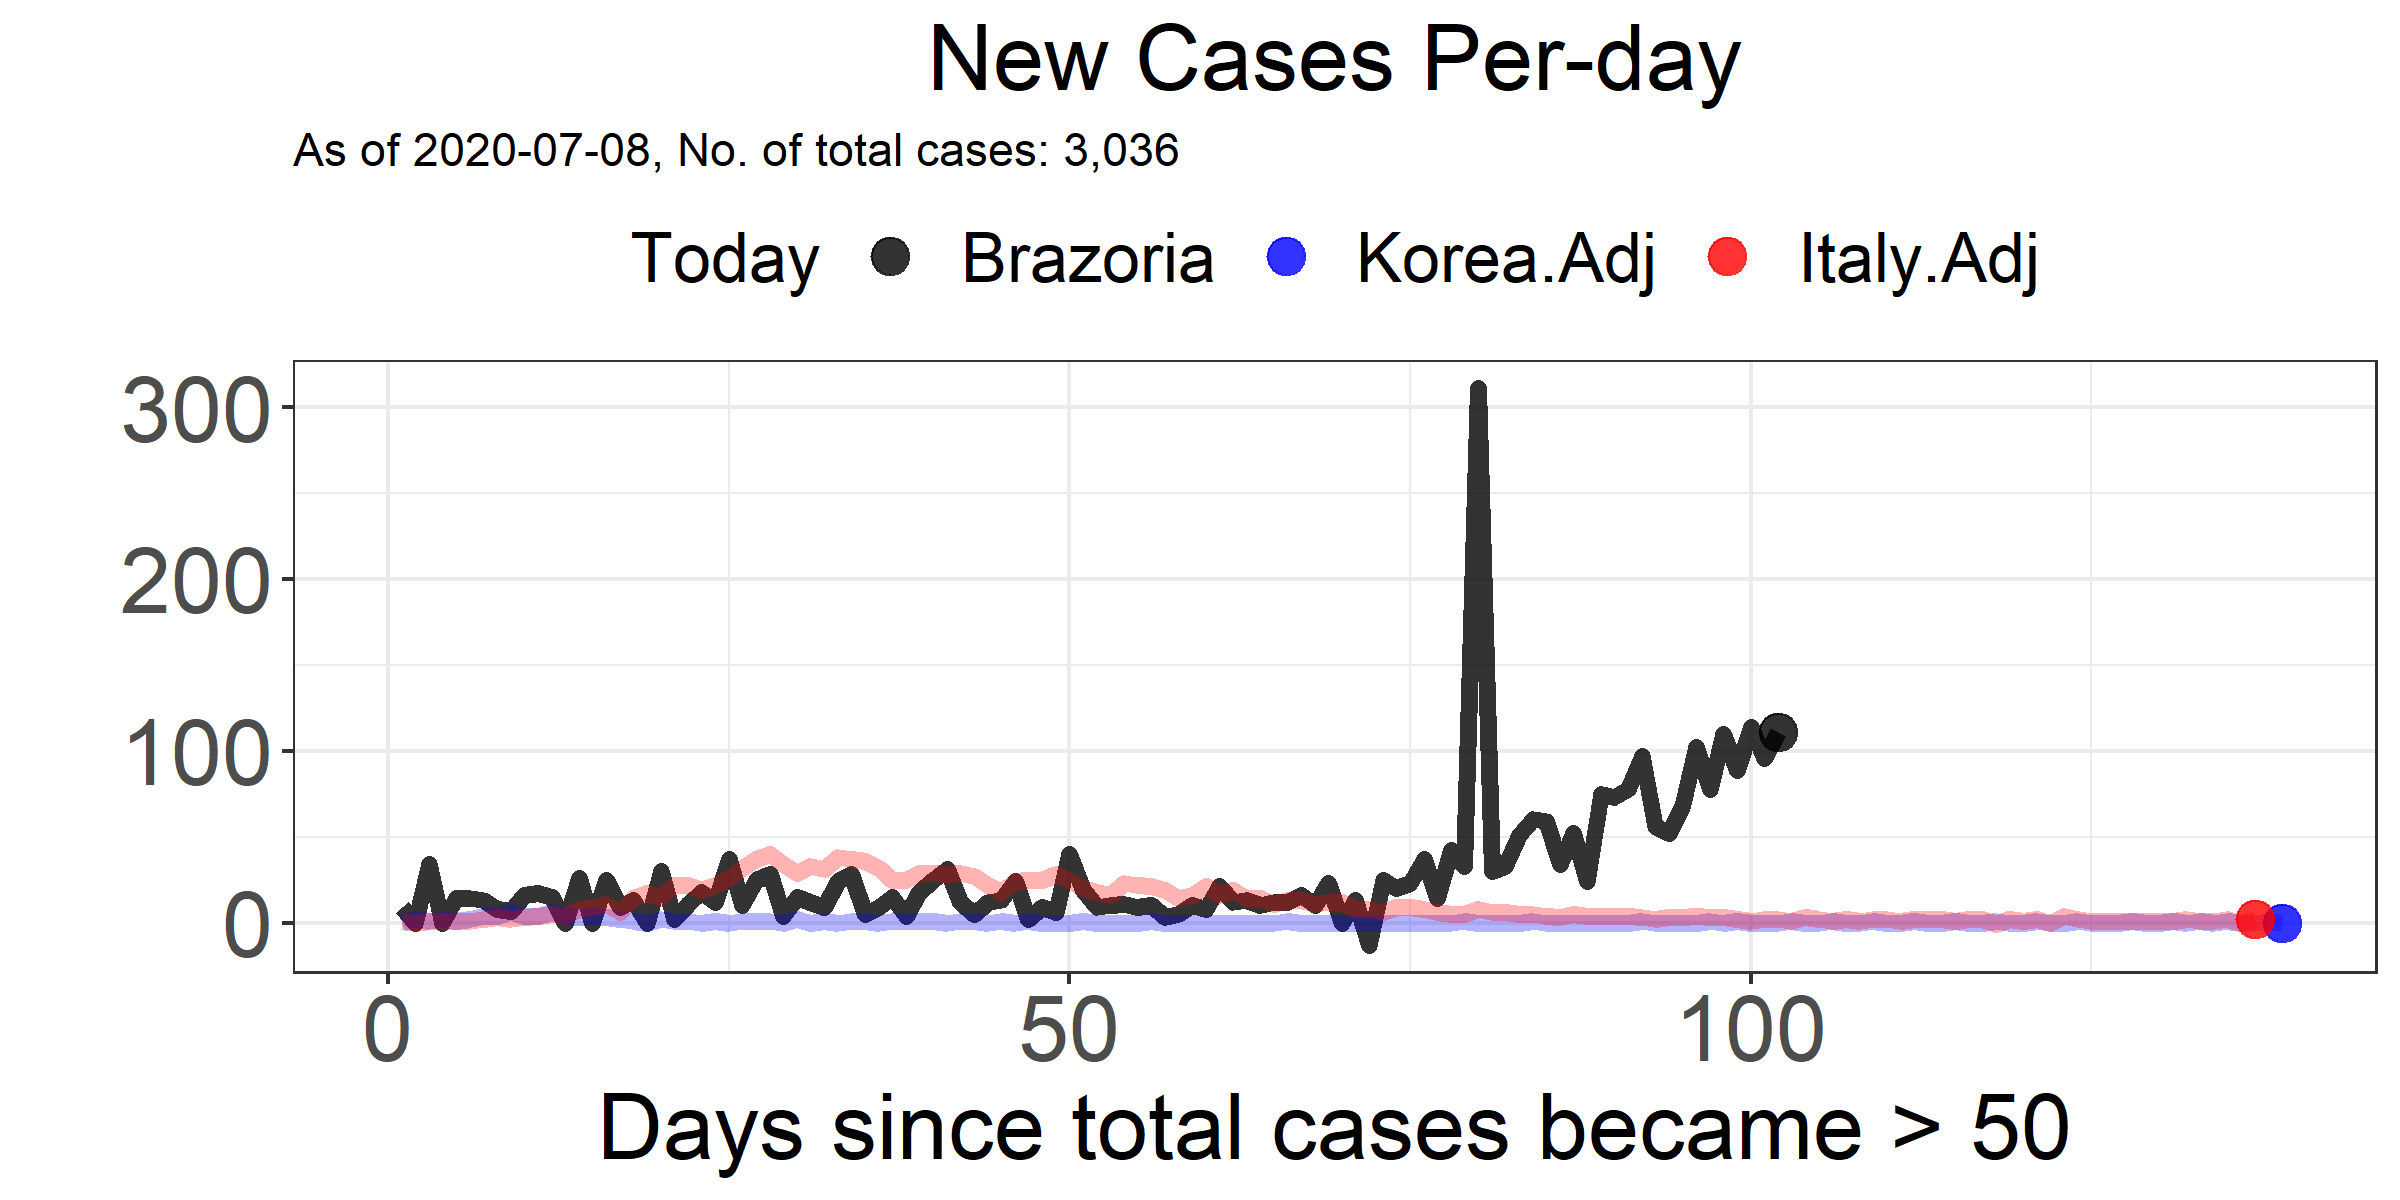 New Cases Per-day
As of 2020-07-08, No. of total cases: 3,036
Today Brazoria Korea.Adj Italy.Adj
300
200
100
0
0 50 100
Days since total cases became > 50